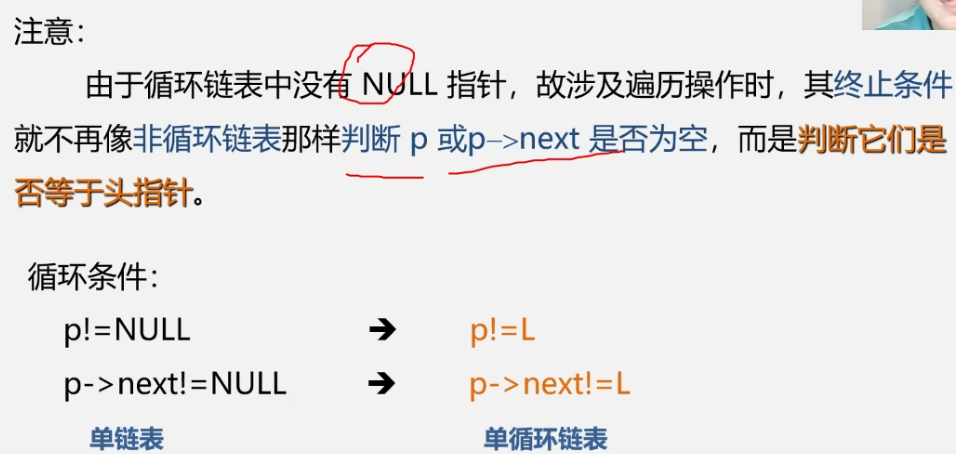 注意：
由于循环链表中没有 NULL 指针，故涉及遍历操作时，其终止条件
就不再像非循环链表那样判断 p 或p–>next 是否为空，而是判断它们是
否等于头指针。
循环条件：
p!=NULL ➔ p!=L
p->next!=NULL ➔ p->next!=L
单链表 单循环链表